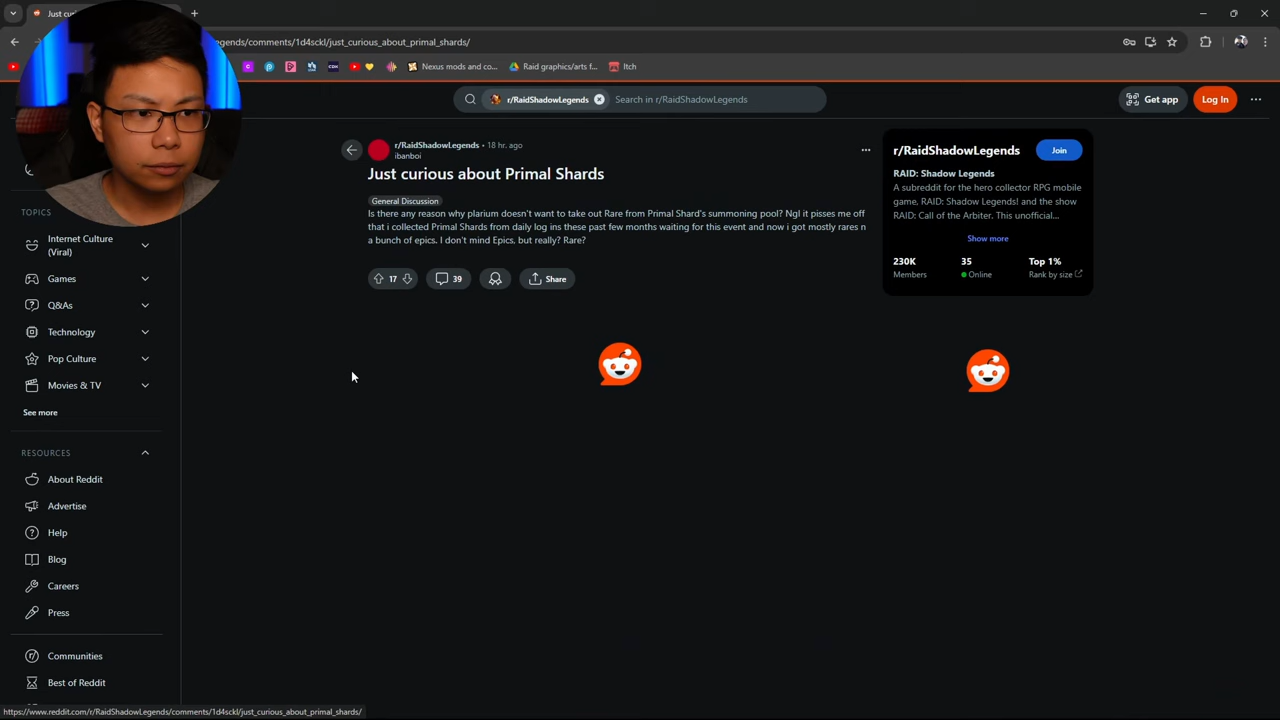 Just cu
egends/comments/1d4sckl/just_curious_about_primal_shards/
Nexus mods and co...
Raid graphics/arts f...
Itch
r/RaidShadowLegends
Search in r/RaidShadowLegends
Get app
Log In
r/RaidShadowLegends • 18 hr. ago
ibanboi
Just curious about Primal Shards
General Discussion
Is there any reason why plarium doesn't want to take out Rare from Primal Shard's summoning pool? Ngl it pisses me off
that i collected Primal Shards from daily log ins these past few months waiting for this event and now i got mostly rares n
a bunch of epics. I don't mind Epics, but really? Rare?
17
39
Share
r/RaidShadowLegends
Join
RAID: Shadow Legends
A subreddit for the hero collector RPG mobile
game, RAID: Shadow Legends! and the show
RAID: Call of the Arbiter. This unofficial...
Show more
230K
Members
35
Online
Top 1%
Rank by size
TOPICS
Internet Culture
(Viral)
Games
Q&As
Technology
Pop Culture
Movies & TV
See more
RESOURCES
About Reddit
Advertise
Help
Blog
Careers
Press
Communities
Best of Reddit
https://www.reddit.com/r/RaidShadowLegends/comments/1d4sckl/just_curious_about_primal_shards/